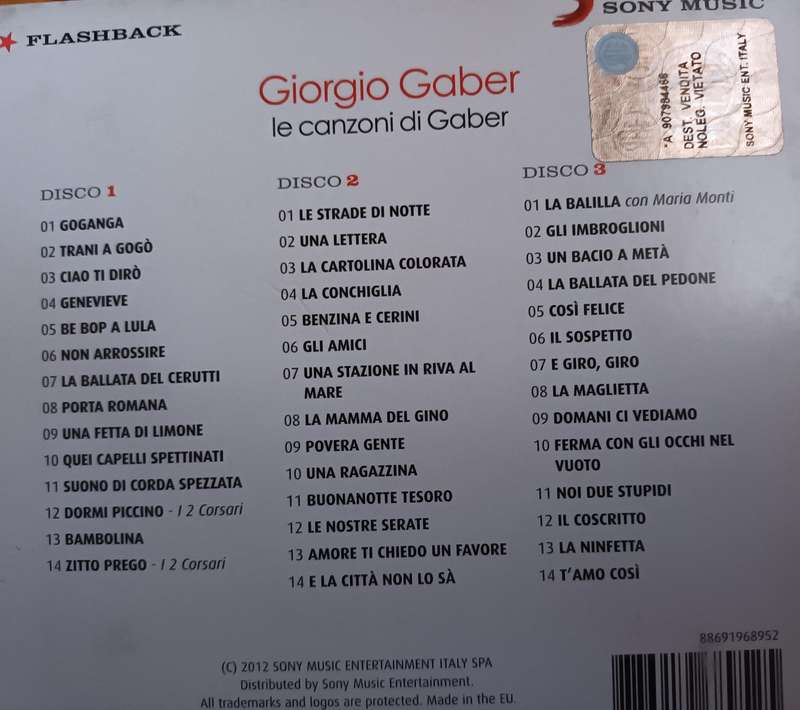 FLASHBACK
SONY MUSIC
Giorgio Gaber
le canzoni di Gaber
*A 907984468
DEST. VENDITA
NOLEG. VIETATO
SONY MUSIC ENT. ITALY
DISCO 1
01 GOGANGA
02 TRANI A GOGÒ
03 CIAO TI DIRÒ
04 GENEVIEVE
05 BE BOP A LULA
06 NON ARROSSIRE
07 LA BALLATA DEL CERUTTI
08 PORTA ROMANA
09 UNA FETTA DI LIMONE
10 QUEI CAPELLI SPETTINATI
11 SUONO DI CORDA SPEZZATA
12 DORMI PICCINO - I 2 Corsari
13 BAMBOLINA
14 ZITTO PREGO - I 2 Corsari
DISCO 2
01 LE STRADE DI NOTTE
02 UNA LETTERA
03 LA CARTOLINA COLORATA
04 LA CONCHIGLIA
05 BENZINA E CERINI
06 GLI AMICI
07 UNA STAZIONE IN RIVA AL
MARE
08 LA MAMMA DEL GINO
09 POVERA GENTE
10 UNA RAGAZZINA
11 BUONANOTTE TESORO
12 LE NOSTRE SERATE
13 AMORE TI CHIEDO UN FAVORE
14 E LA CITTÀ NON LO SÀ
DISCO 3
01 LA BALILLA con Maria Monti
02 GLI IMBROGLIONI
03 UN BACIO A METÀ
04 LA BALLATA DEL PEDONE
05 COSÌ FELICE
06 IL SOSPETTO
07 E GIRO, GIRO
08 LA MAGLIETTA
09 DOMANI CI VEDIAMO
10 FERMA CON GLI OCCHI NEL
VUOTO
11 NOI DUE STUPIDI
12 IL COSCRITTO
13 LA NINFETTA
14 T'AMO COSÌ
88691968952
(C) 2012 SONY MUSIC ENTERTAINMENT ITALY SPA
Distributed by Sony Music Entertainment.
All trademarks and logos are protected. Made in the EU.